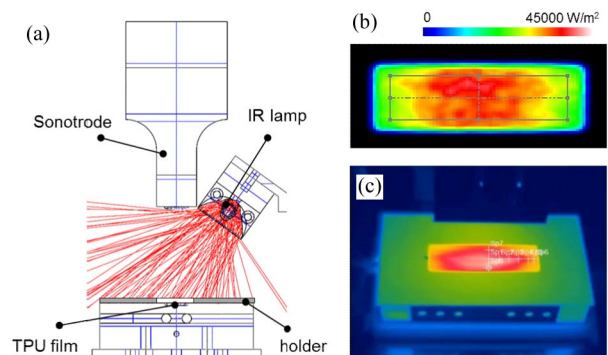 (a)
Sonotrode
IR lamp
TPU film
holder
(b)
0 45000 W/m²
(c)